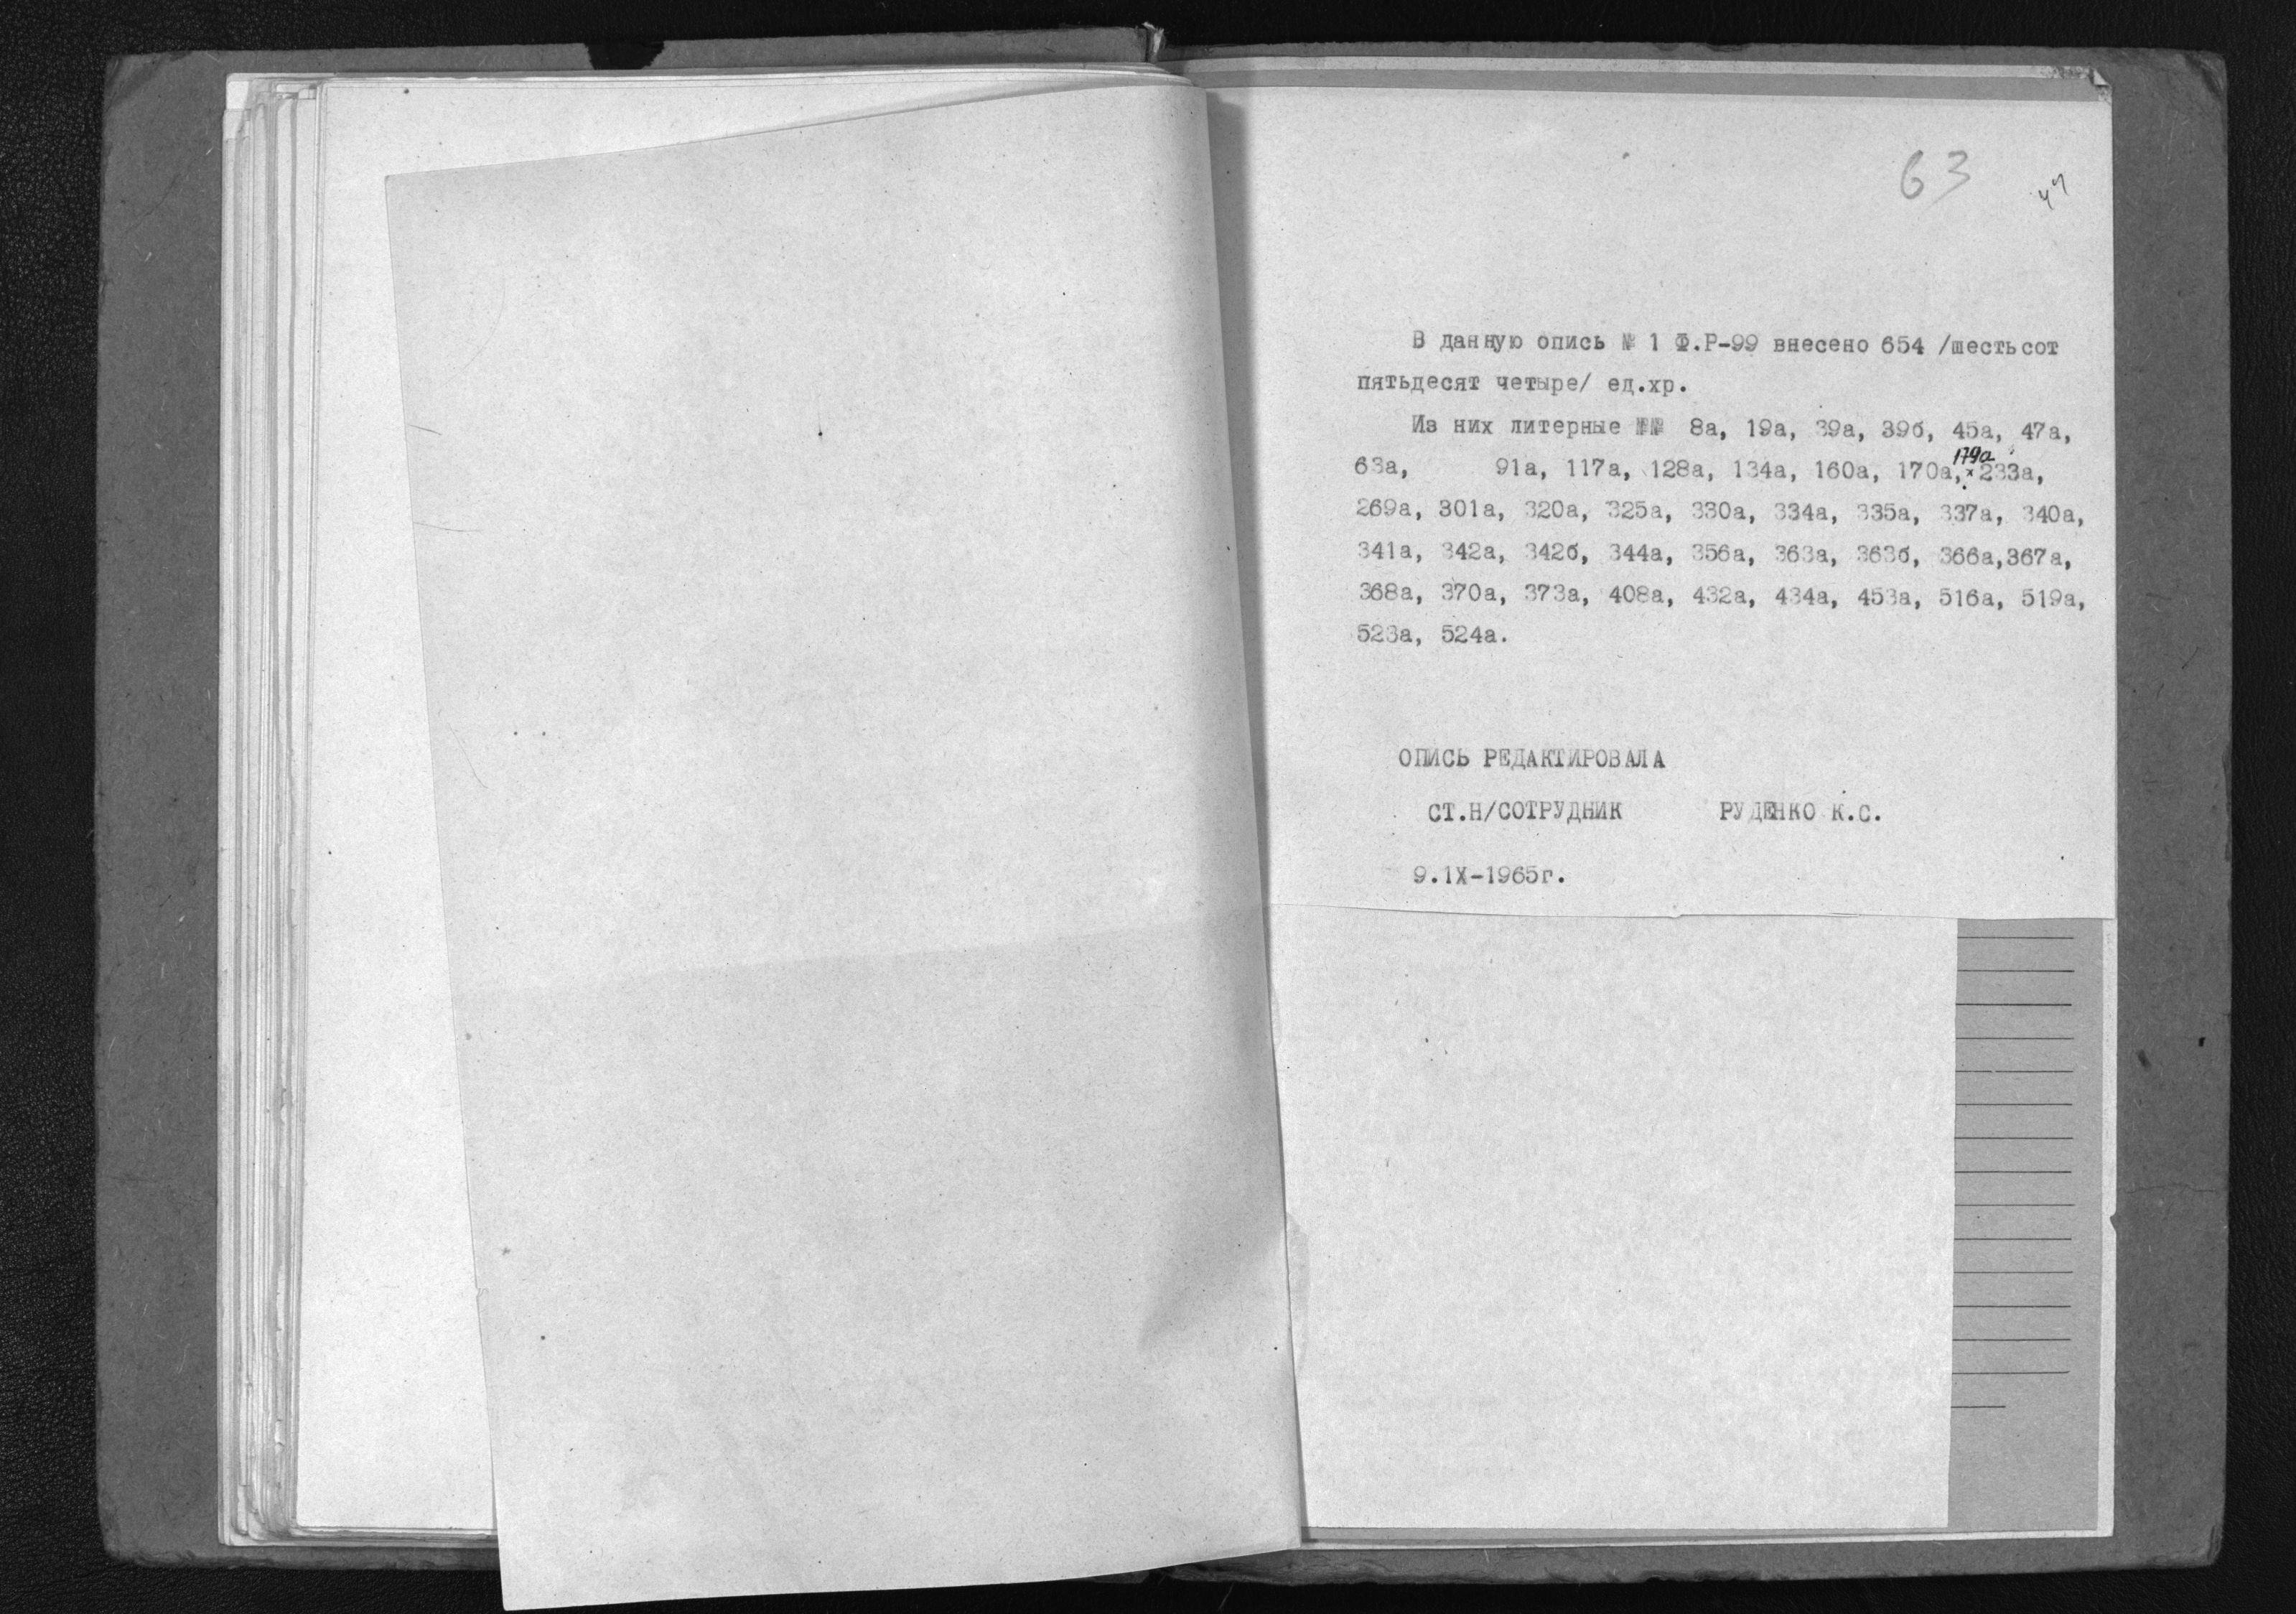 63
В данную опись № 1 Ф.Р-99 внесено 654 /шестьсот
пятьдесят четыре/ ед.хр.
Из них литерные №№ 8а, 19а, 39а, 39б, 45а, 47а,
179а
63а, 91а, 117а, 128а, 134а, 160а, 170а,× 233а,
269а, 301а, 320а, 325а, 330а, 334а, 335а, 337а, 340а,
341а, 342а, 342б, 344а, 356а, 363а, 363б, 366а,367а,
368а, 370а, 373а, 408а, 432а, 434а, 453а, 516а, 519а,
523а, 524а.
ОПИСЬ РЕДАКТИРОВАЛА
СТ.Н/СОТРУДНИК РУДЕНКО К.С.
9.IX-1965г.